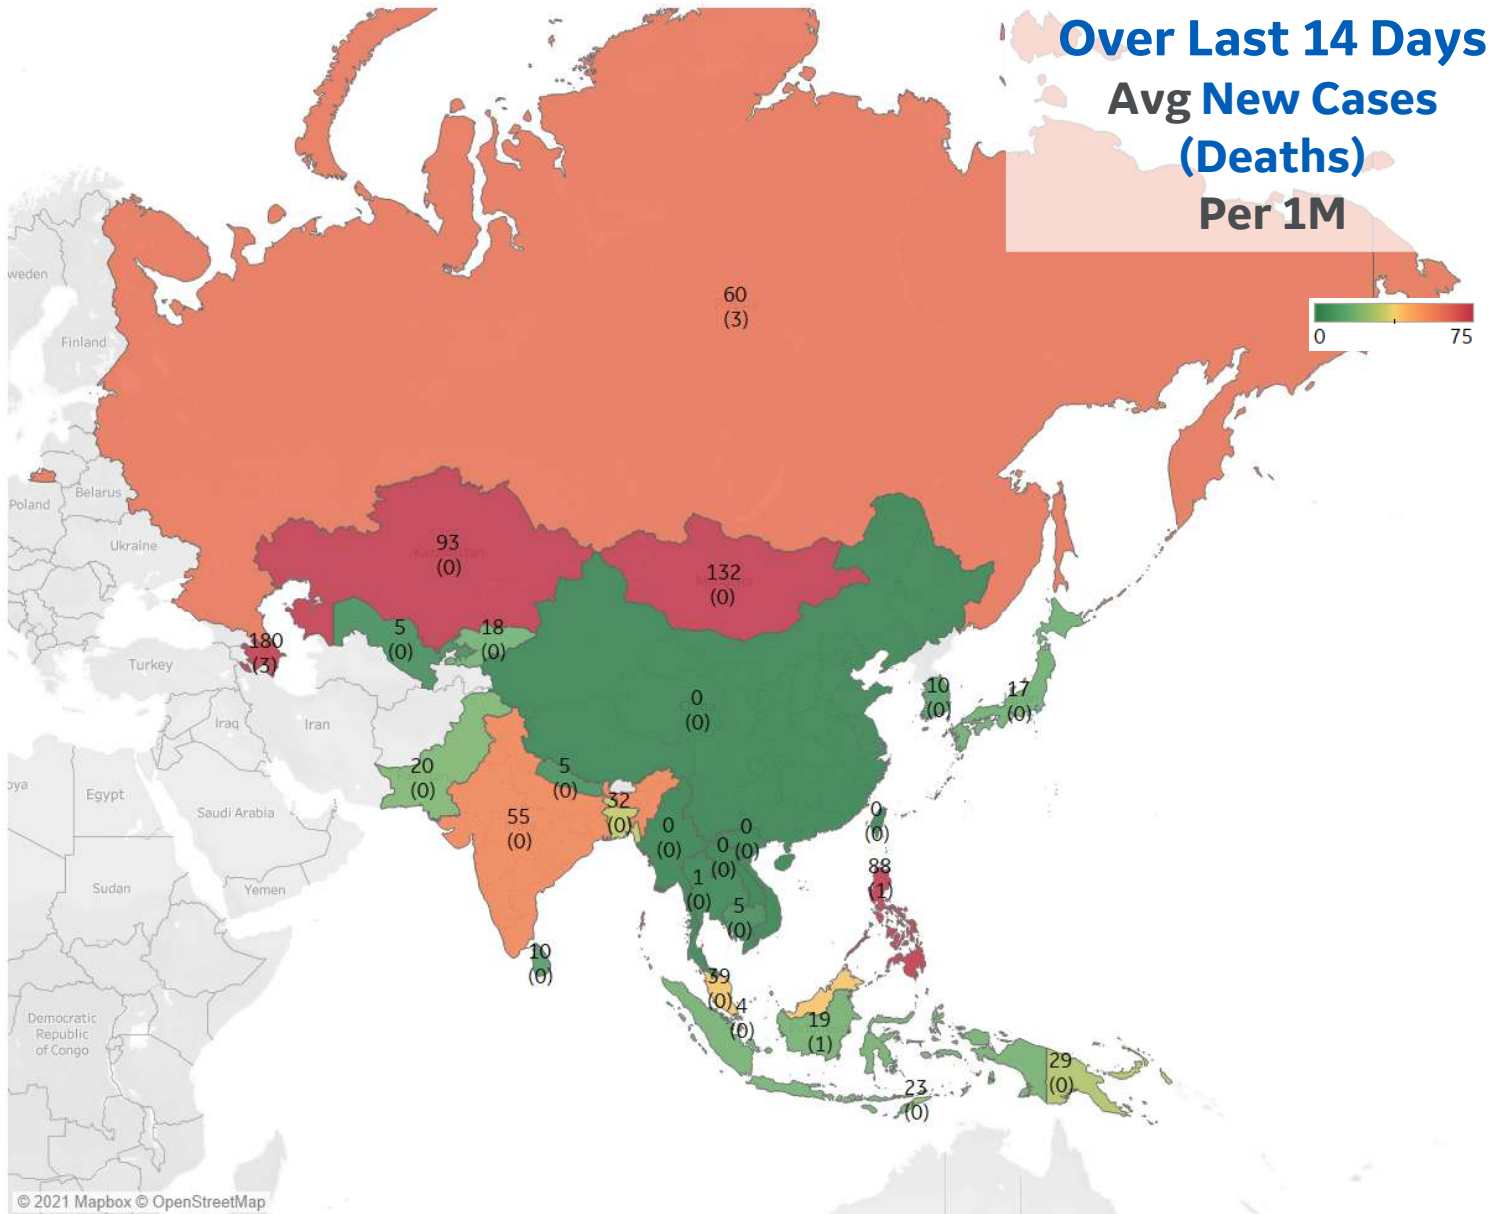 Over Last 14 Days
Avg New Cases
(Deaths)
Per 1M
0
75
60
(3)
weden
Finland
Poland
Belarus
Ukraine
93
(0)
132
(0)
180
(3)
5
(0)
18
(0)
Turkey
10
(0)
17
(0)
Iraq
Iran
0
(0)
20
(0)
5
(0)
oya
Egypt
Saudi Arabia
55
(0)
32
(0)
0
(0)
0
(0)
0
(0)
0
(0)
Sudan
Yemen
1
(0)
5
(0)
88
(1)
10
(0)
39
(0)
4
(0)
19
(1)
Democratic
Republic
of Congo
29
(0)
23
(0)
© 2021 Mapbox © OpenStreetMap